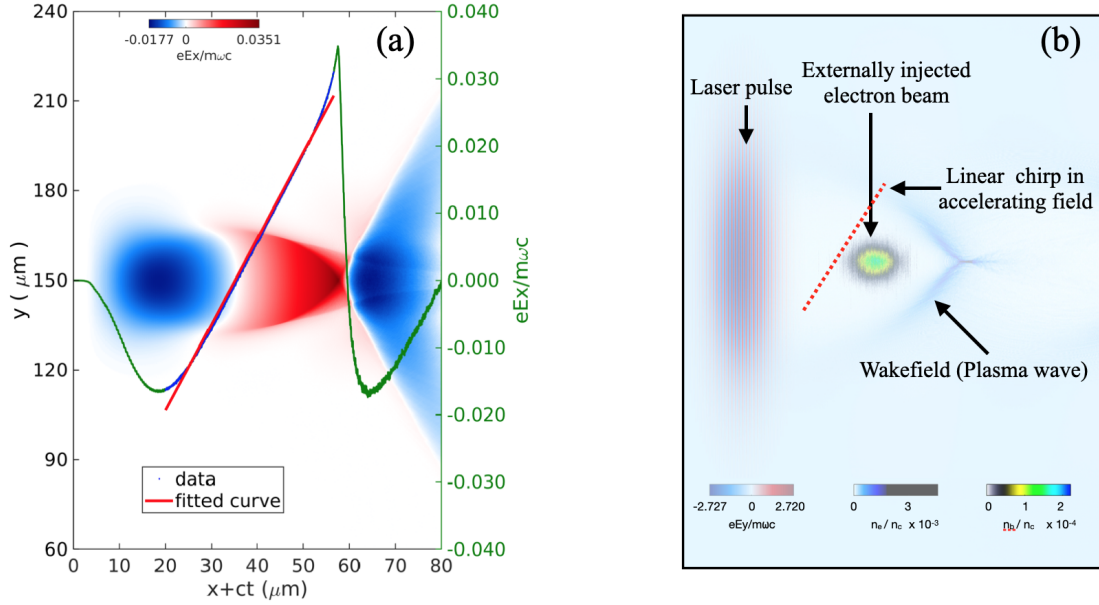 240
210
180
150
120
90
60
y ( μm)
0 10 20 30 40 50 60 70 80
x+ct (μm)
0.040
0.030
0.020
0.010
0.000
-0.010
-0.020
-0.030
-0.040
eEx/mωc
-0.0177 0 0.0351
eEx/mωc
(a)
data
fitted curve
(b)
Laser pulse
Externally injected
electron beam
Linear chirp in
accelerating field
Wakefield (Plasma wave)
-2.727 0 2.720
eEy/mωc
0 3
nₑ / n꜀ x 10⁻³
0 1 2
n_b / n꜀ x 10⁻⁴